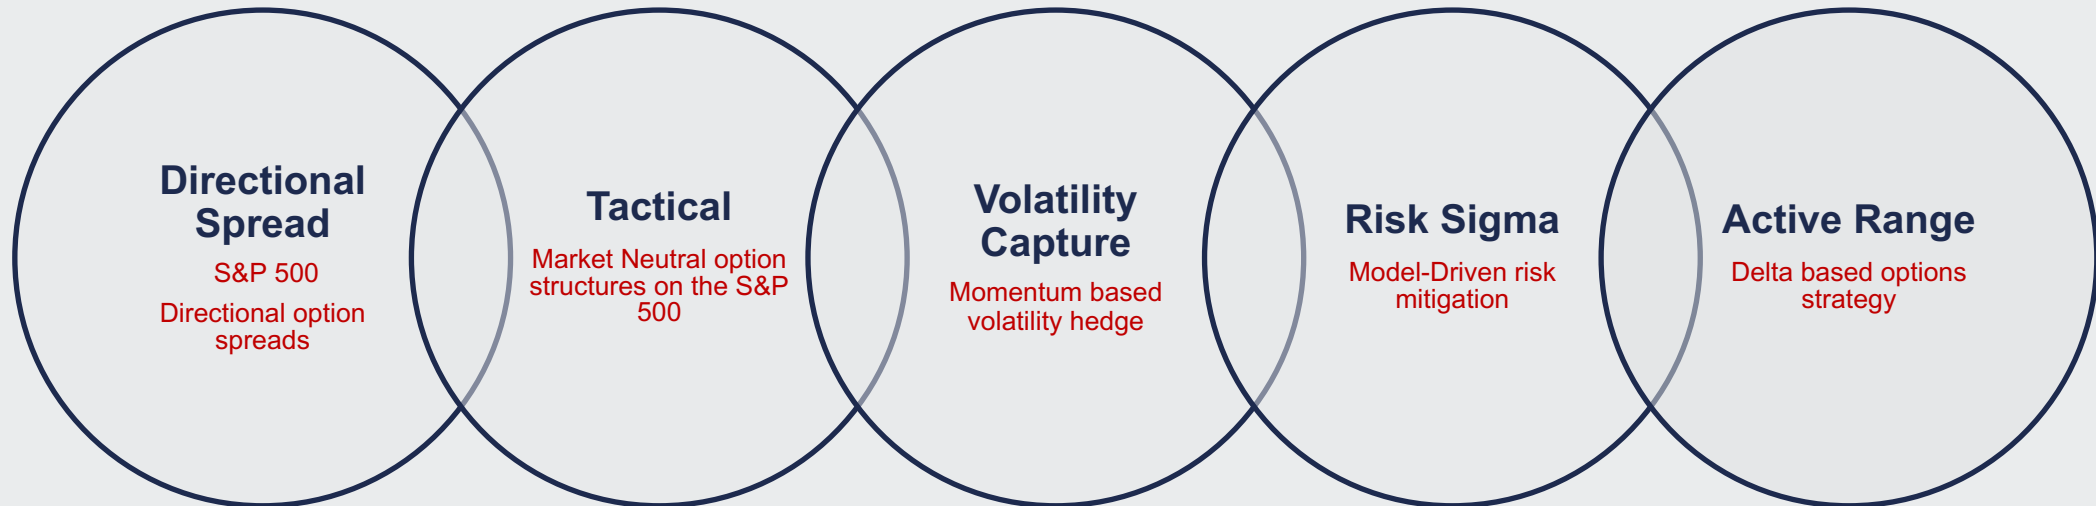 Directional
Spread
S&P 500
Directional option
spreads
Tactical
Market Neutral option
structures on the S&P
500
Volatility
Capture
Momentum based
volatility hedge
Risk Sigma
Model-Driven risk
mitigation
Active Range
Delta based options
strategy